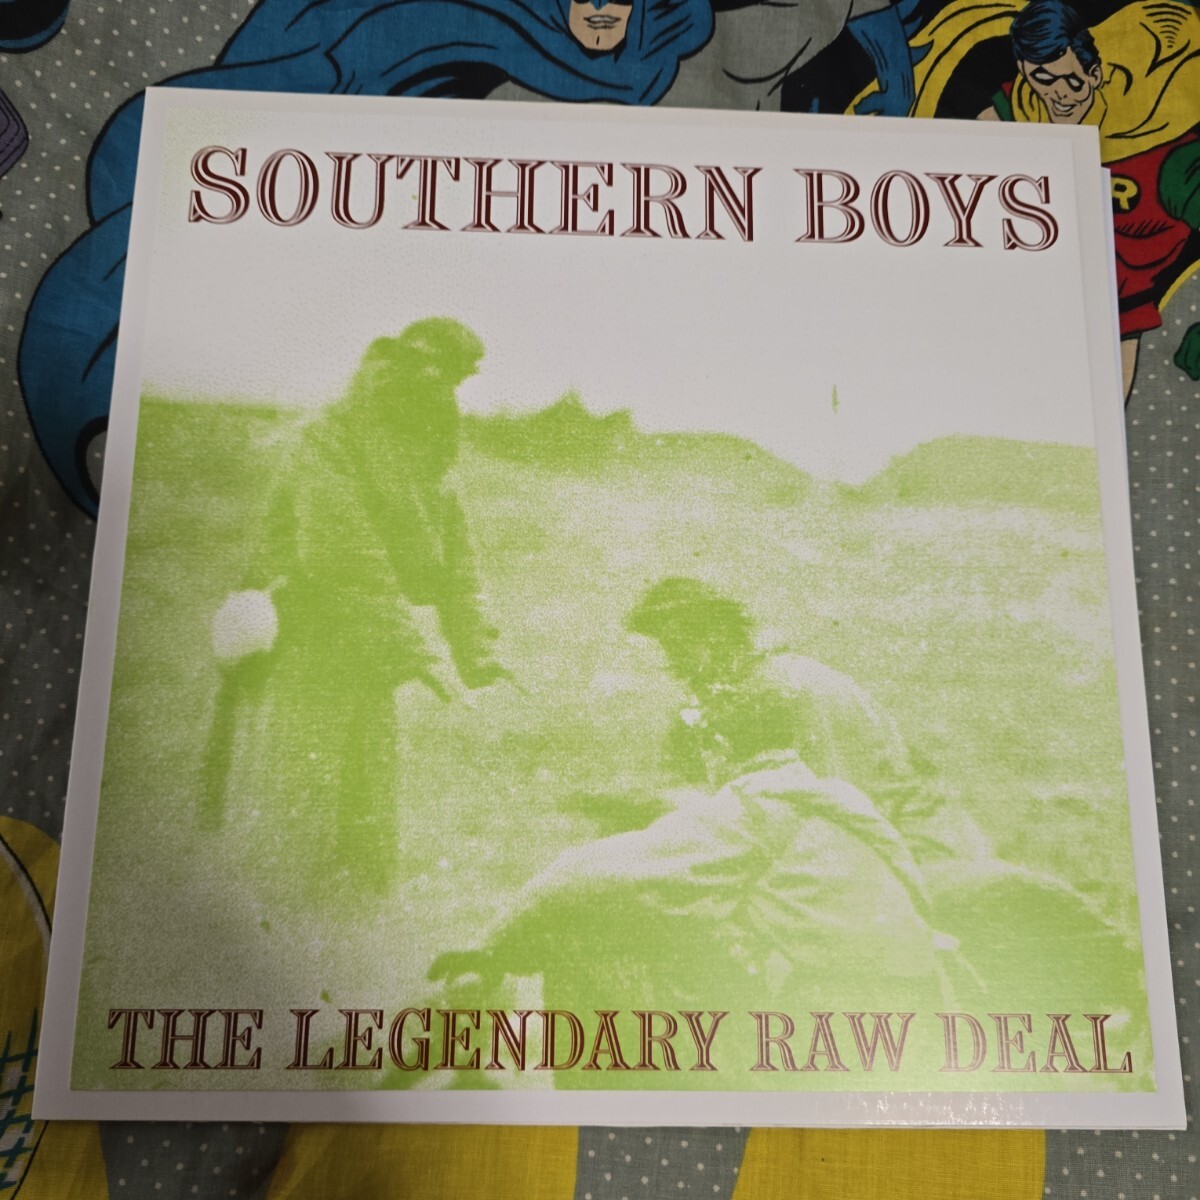 SOUTHERN BOYS
R
THE LEGENDARY RAW DEAL